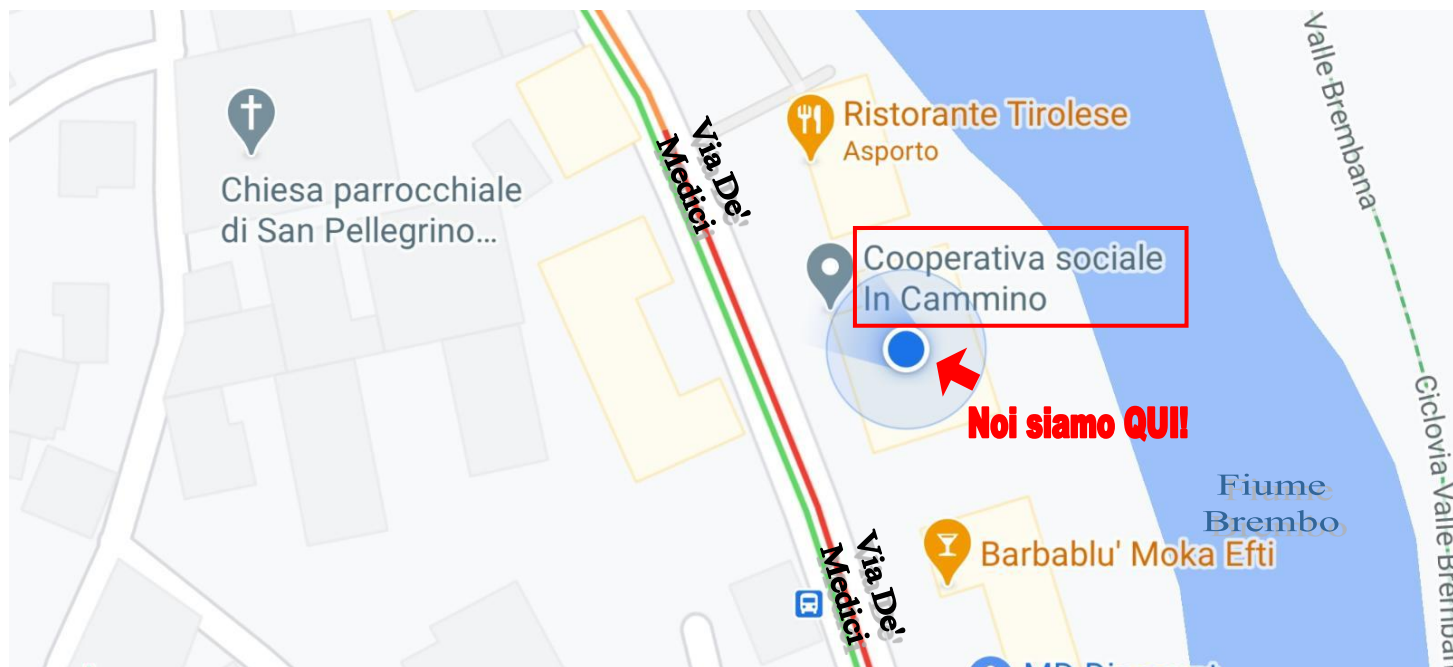 Valle Brembana
Ristorante Tirolese
Asporto
Via De'
Medici
Chiesa parrocchiale
di San Pellegrino...
Cooperativa sociale
In Cammino
Noi siamo QUI!
Ciclovia Valle Bremban
Fiume
Brembo
Barbablu' Moka Efti
Via De'
Medici